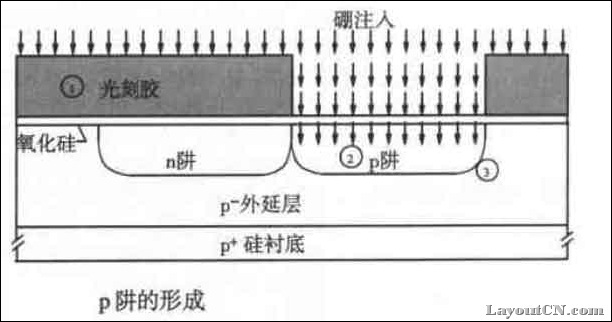 硼注入
① 光刻胶
氧化硅
n阱
② p阱
③
p⁻外延层
p⁺ 硅衬底
p 阱的形成
LayoutCN.com